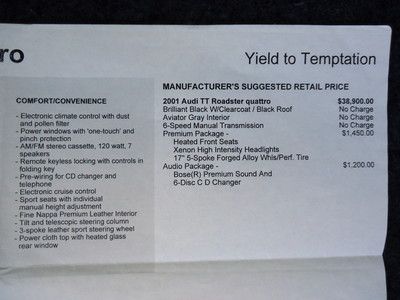 ro
Yield to Temptation
COMFORT/CONVENIENCE
- Electronic climate control with dust
and pollen filter
- Power windows with 'one-touch' and
pinch protection
- AM/FM stereo cassette, 120 watt, 7
speakers
- Remote keyless locking with controls in
folding key
- Pre-wiring for CD changer and
telephone
- Electronic cruise control
- Sport seats with individual
manual height adjustment
- Fine Nappa Premium Leather Interior
- Tilt and telescopic steering column
- 3-spoke leather sport steering wheel
- Power cloth top with heated glass
rear window
MANUFACTURER'S SUGGESTED RETAIL PRICE
2001 Audi TT Roadster quattro $38,900.00
Brilliant Black W/Clearcoat / Black Roof No Charge
Aviator Gray Interior No Charge
6-Speed Manual Transmission No Charge
Premium Package - $1,450.00
Heated Front Seats
Xenon High Intensity Headlights
17" 5-Spoke Forged Alloy Whls/Perf. Tire
Audio Package - $1,200.00
Bose(R) Premium Sound And
6-Disc C D Changer